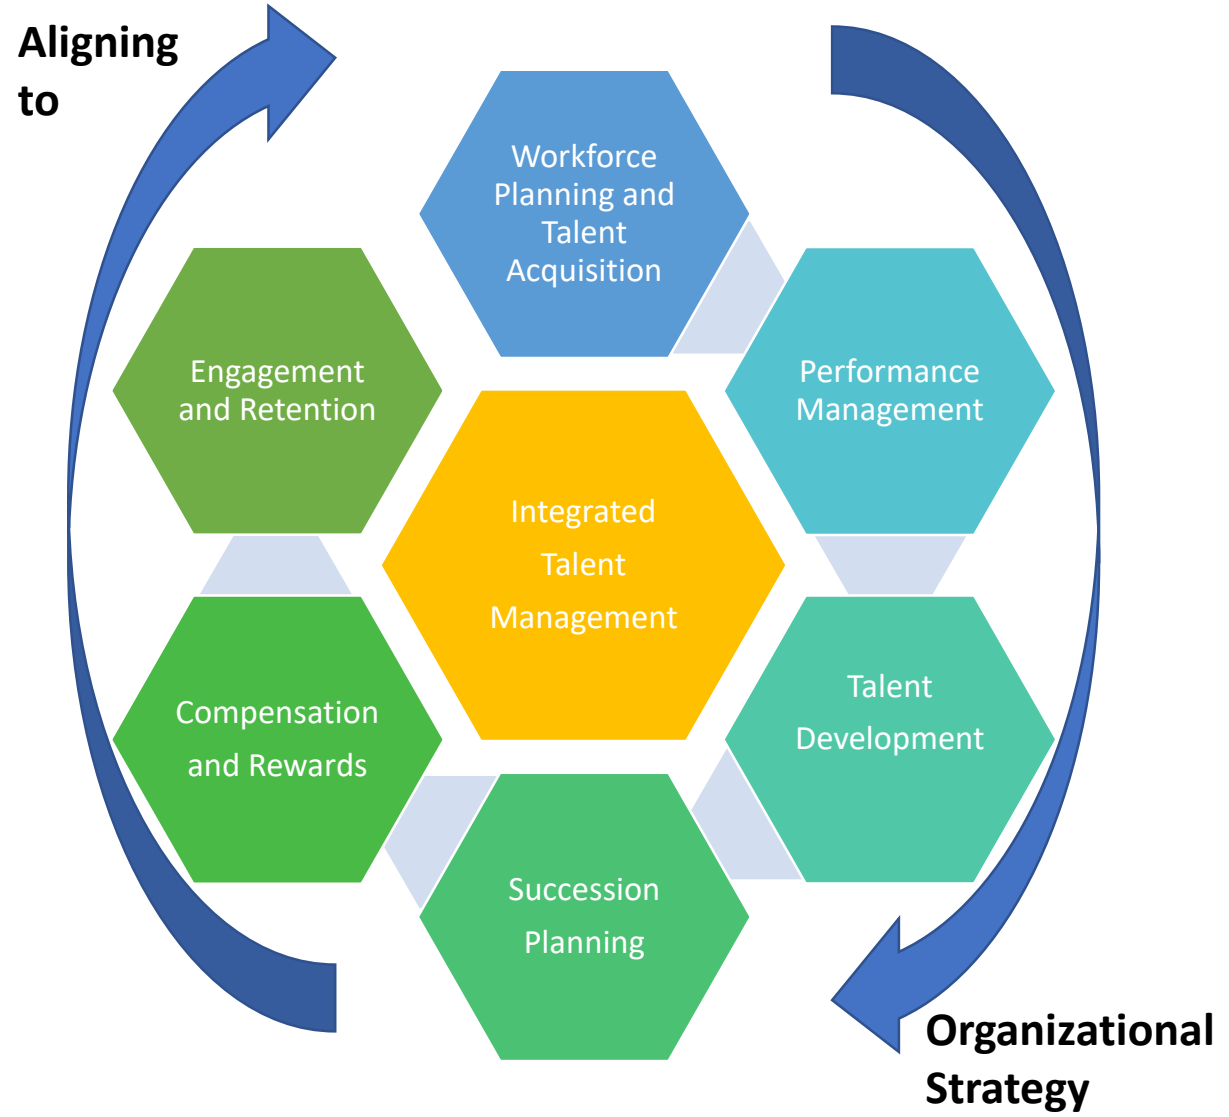 Aligning
to
Workforce
Planning and
Talent
Acquisition
Engagement
and Retention
Performance
Management
Integrated
Talent
Management
Compensation
and Rewards
Talent
Development
Succession
Planning
Organizational
Strategy